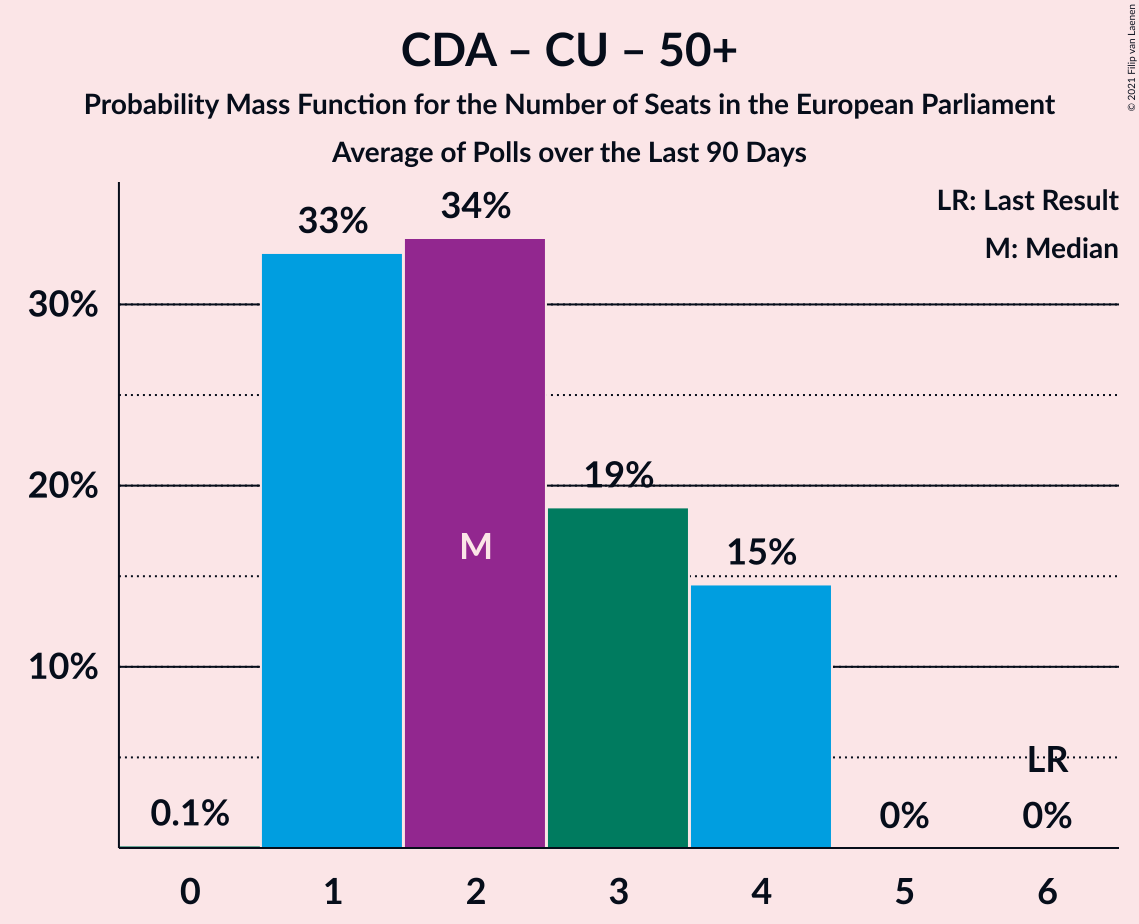 CDA – CU – 50+
Probability Mass Function for the Number of Seats in the European Parliament
Average of Polls over the Last 90 Days
© 2021 Filip van Laenen
LR: Last Result
M: Median
33%
34%
30%
19%
20%
M
15%
10%
LR
0.1%
0%
0%
0
1
2
3
4
5
6